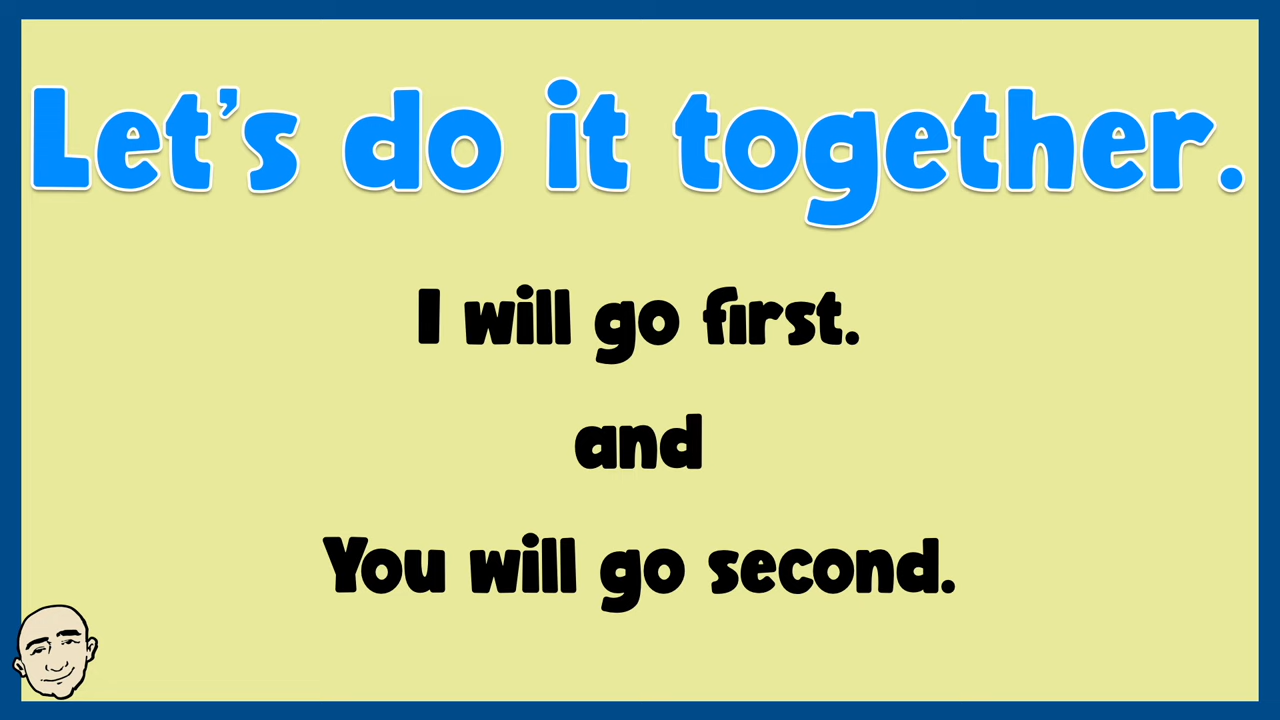 Let's do it together.
I will go first.
and
You will go second.